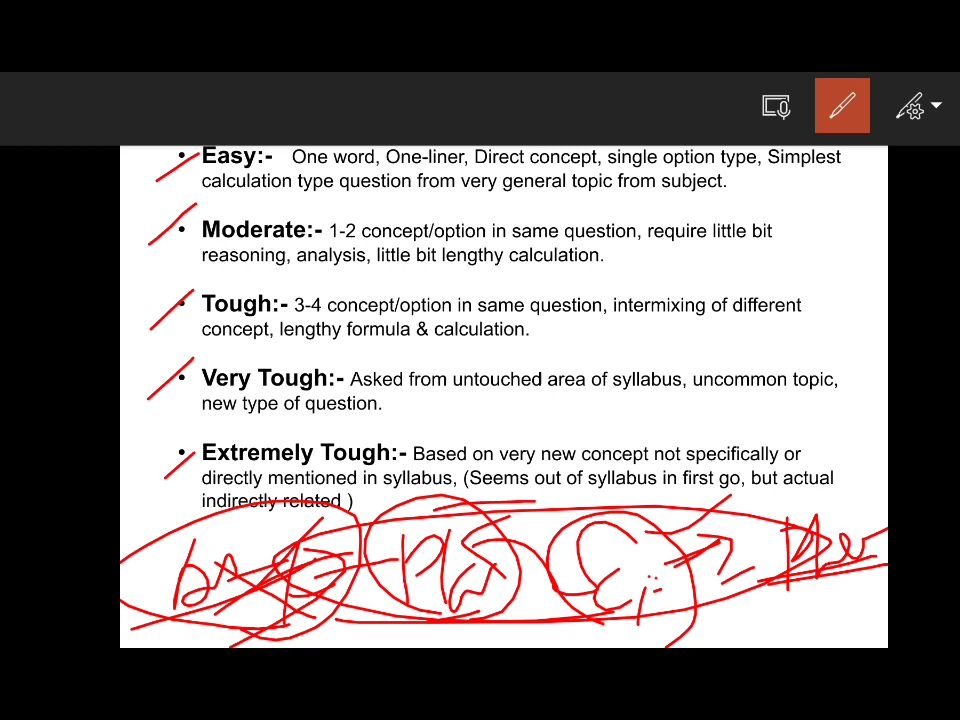 Easy:- One word, One-liner, Direct concept, single option type, Simplest
calculation type question from very general topic from subject.
Moderate:- 1-2 concept/option in same question, require little bit
reasoning, analysis, little bit lengthy calculation.
Tough:- 3-4 concept/option in same question, intermixing of different
concept, lengthy formula & calculation.
Very Tough:- Asked from untouched area of syllabus, uncommon topic,
new type of question.
Extremely Tough:- Based on very new concept not specifically or
directly mentioned in syllabus, (Seems out of syllabus in first go, but actual
indirectly related )